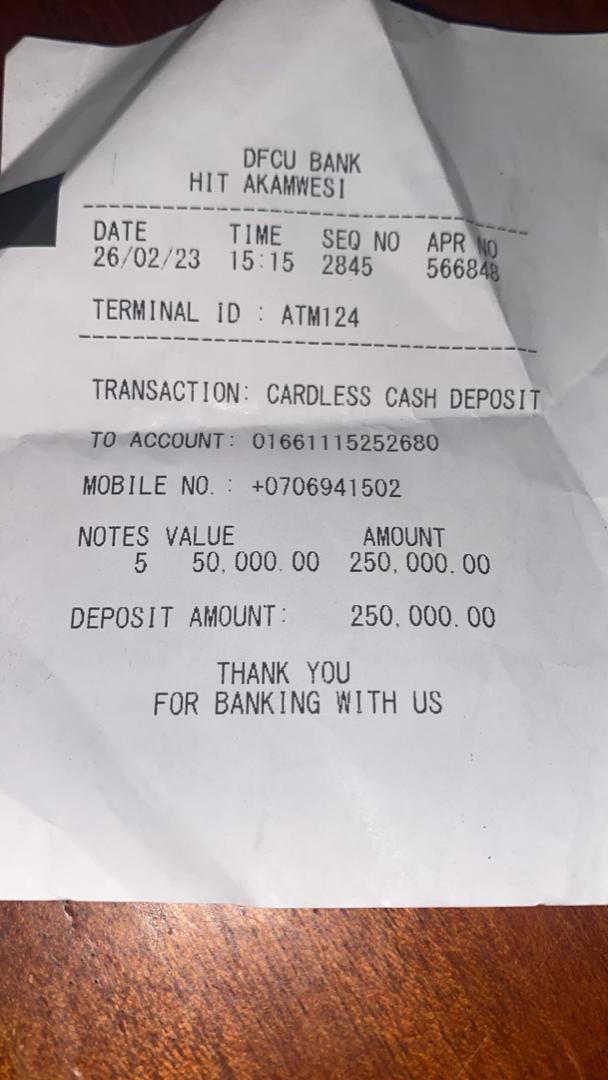 DFCU BANK
HIT AKAMWESI
DATE TIME SEQ NO APR NO
26/02/23 15:15 2845 566848
TERMINAL ID : ATM124
TRANSACTION: CARDLESS CASH DEPOSIT
TO ACCOUNT: 01661115252680
MOBILE NO. : +0706941502
NOTES VALUE AMOUNT
5 50,000.00 250,000.00
DEPOSIT AMOUNT: 250,000.00
THANK YOU
FOR BANKING WITH US